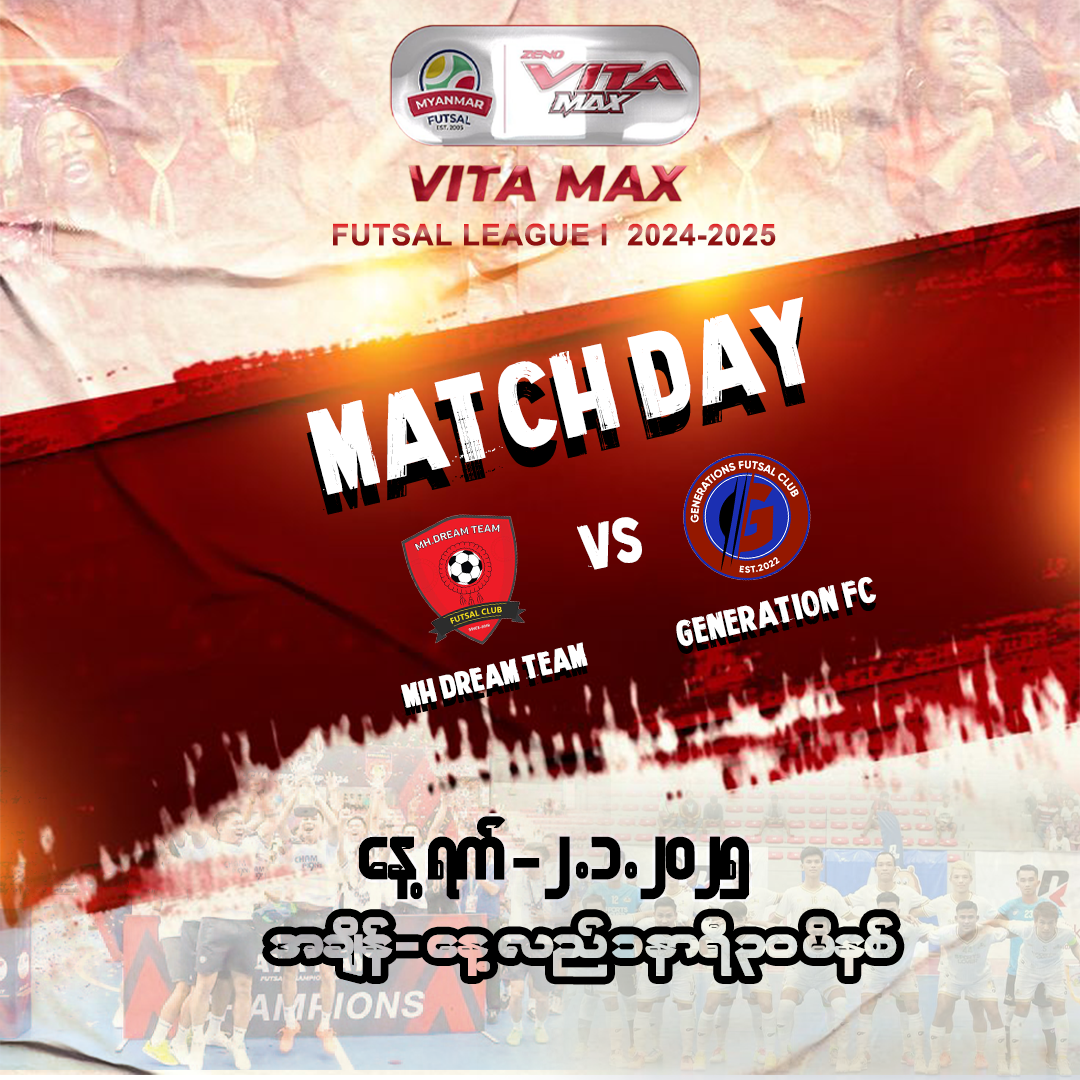 MYANMAR
FUTSAL
EST. 2005
ZENO
VITA
MAX
VITA MAX
FUTSAL LEAGUE I 2024-2025
MATCH DAY
MH DREAM TEAM
FUTSAL CLUB
VS
GENERATIONS FUTSAL CLUB
G
EST.2022
MH DREAM TEAM
GENERATION FC
နေ့ရက် - ၂.၁.၂၀၂၅
အချိန် - နေ့လည် ၁နာရီ ၃၀ မိနစ်
CHAMPIONS